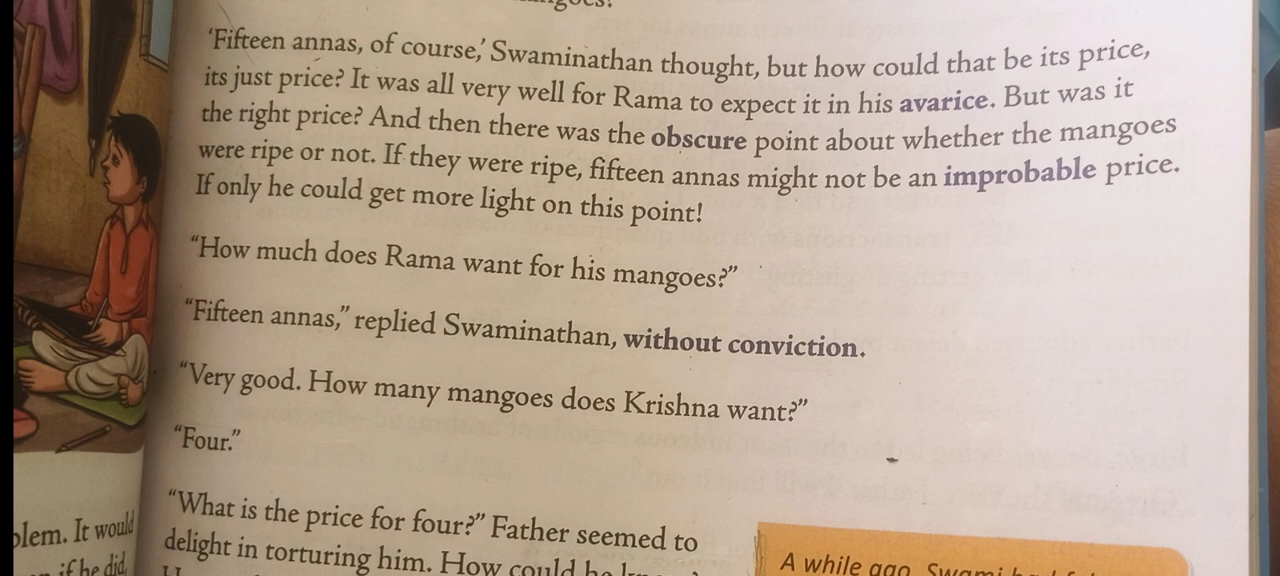 'Fifteen annas, of course,' Swaminathan thought, but how could that be its price,
its just price? It was all very well for Rama to expect it in his avarice. But was it
the right price? And then there was the obscure point about whether the mangoes
were ripe or not. If they were ripe, fifteen annas might not be an improbable price.
If only he could get more light on this point!
"How much does Rama want for his mangoes?"
"Fifteen annas," replied Swaminathan, without conviction.
"Very good. How many mangoes does Krishna want?"
"Four."
"What is the price for four?" Father seemed to
delight in torturing him. How could he
A while ago, Swami
blem. It would
if he did,